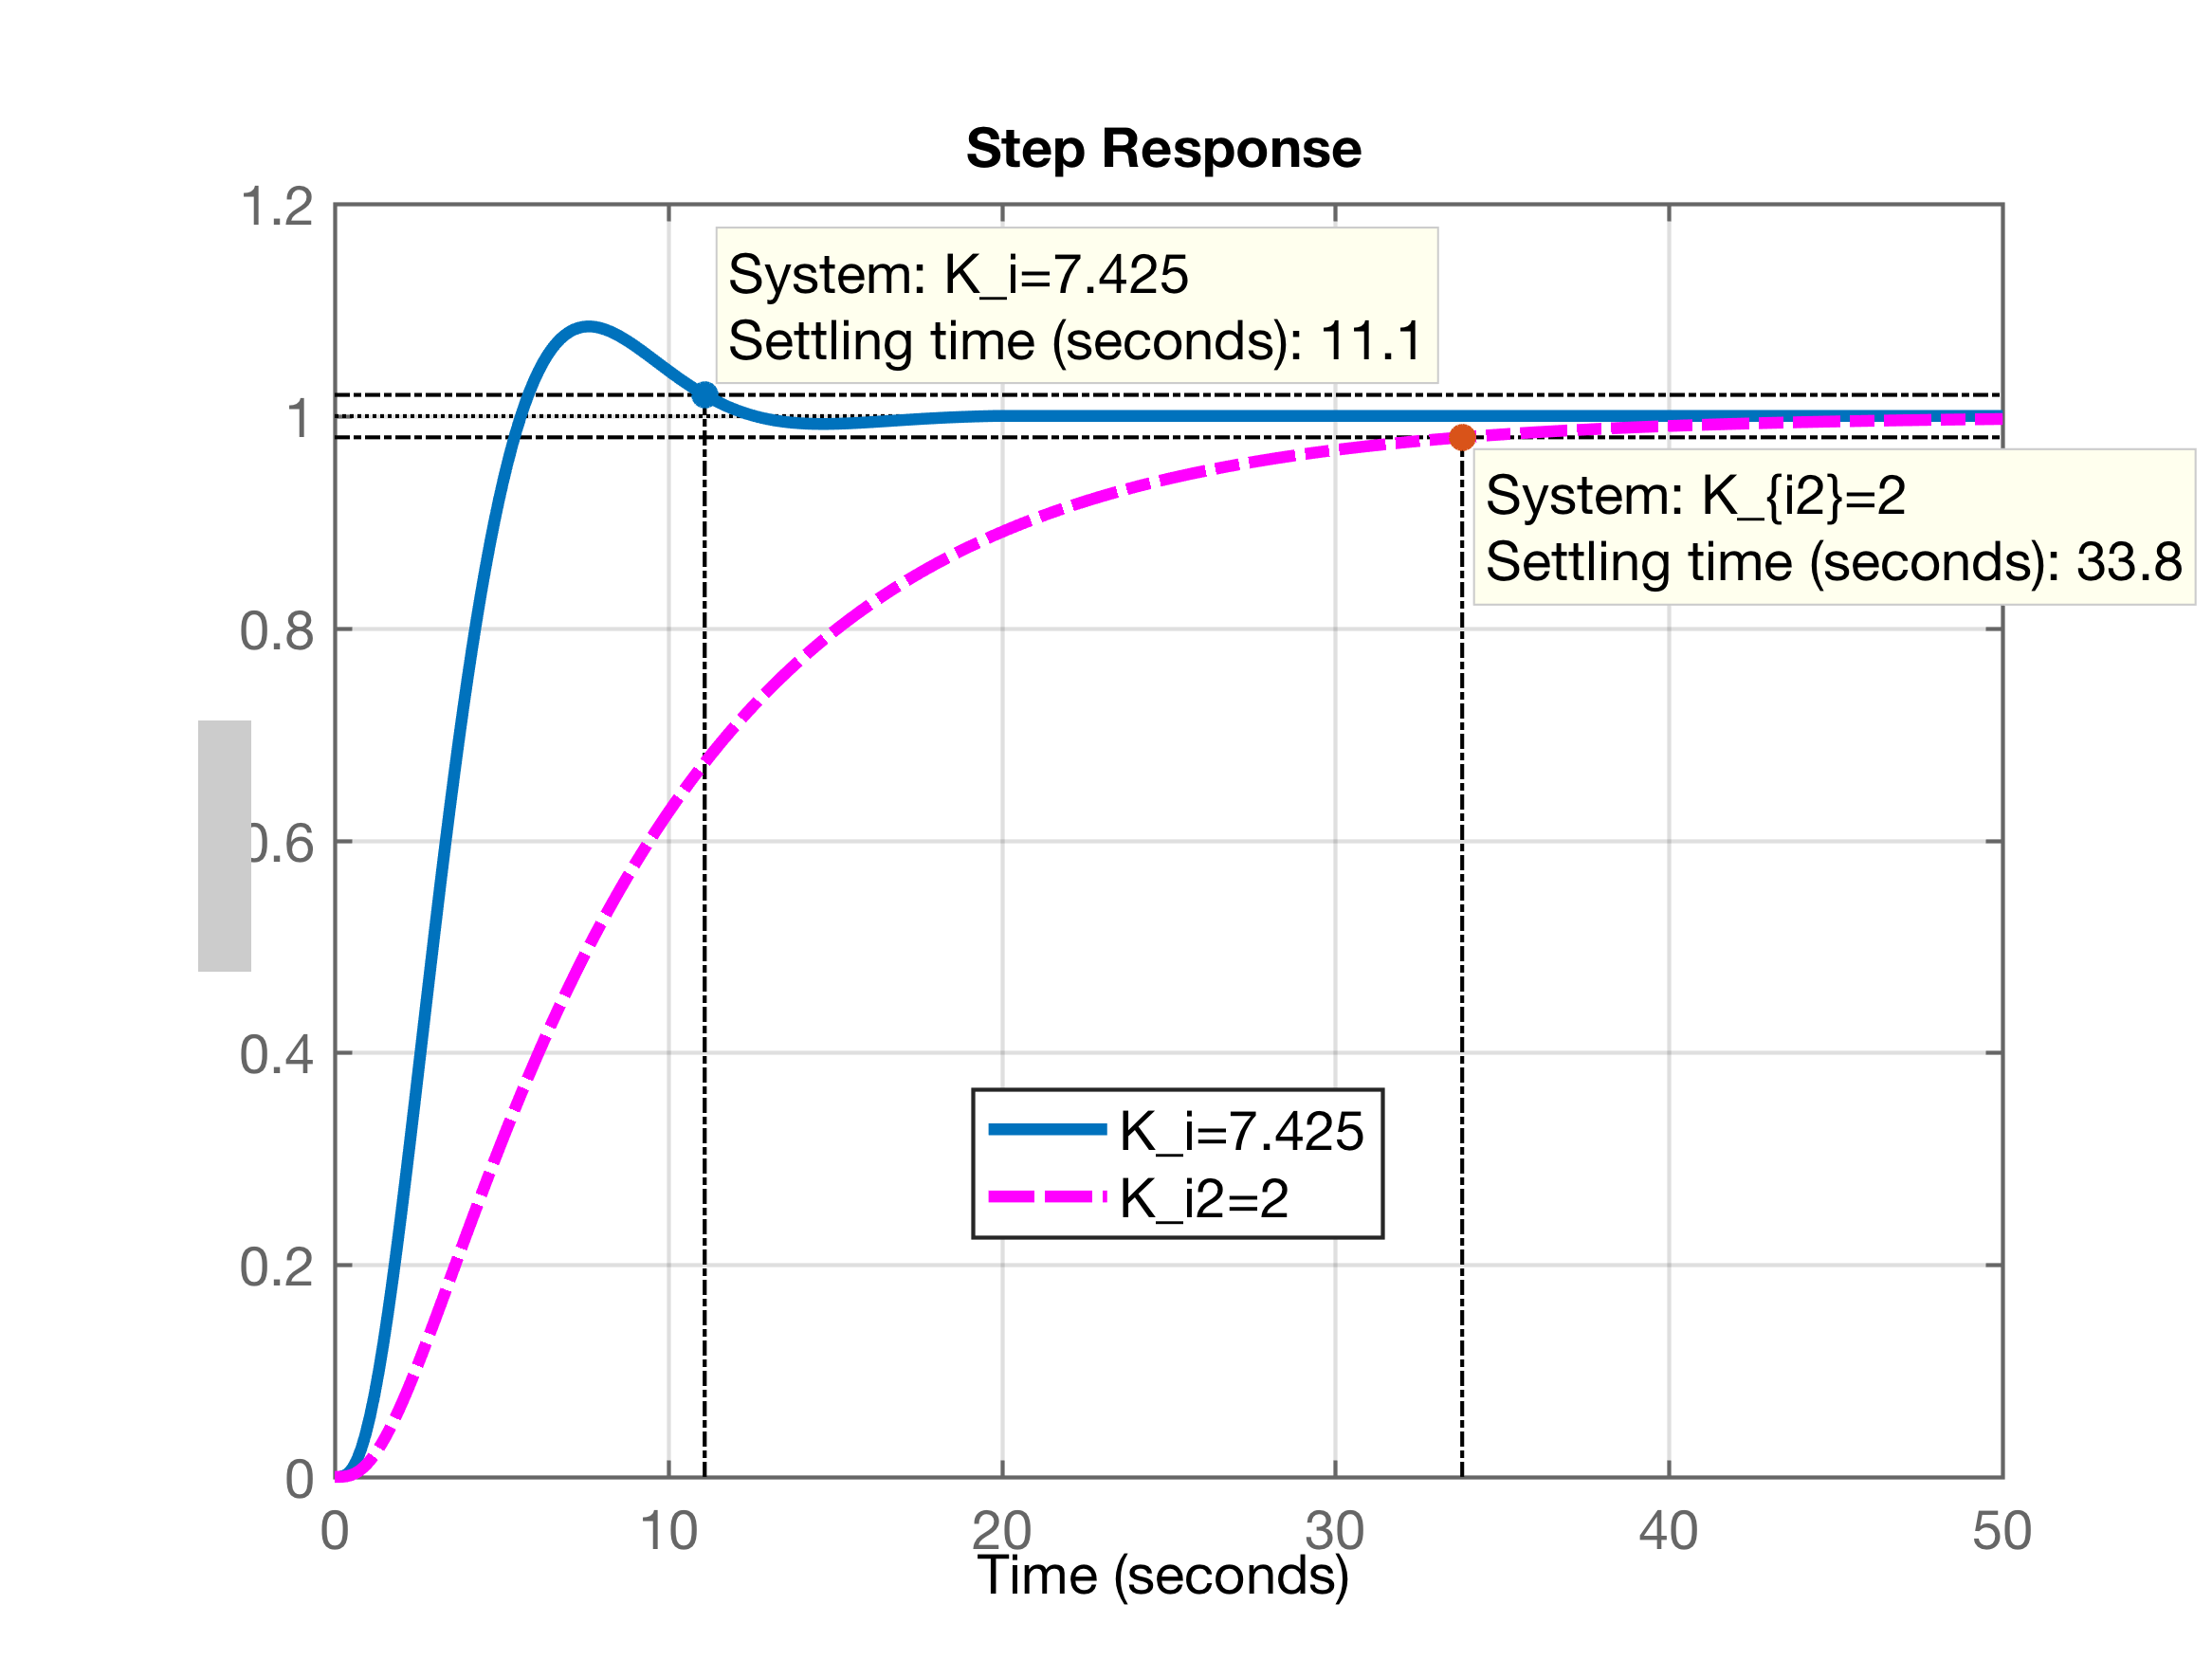 Step Response
1.2
System: K_i=7.425
Settling time (seconds): 11.1
1
System: K_{i2}=2
Settling time (seconds): 33.8
0.8
0.6
0.4
K_i=7.425
K_i2=2
0.2
0
0 10 20 30 40 50
Time (seconds)